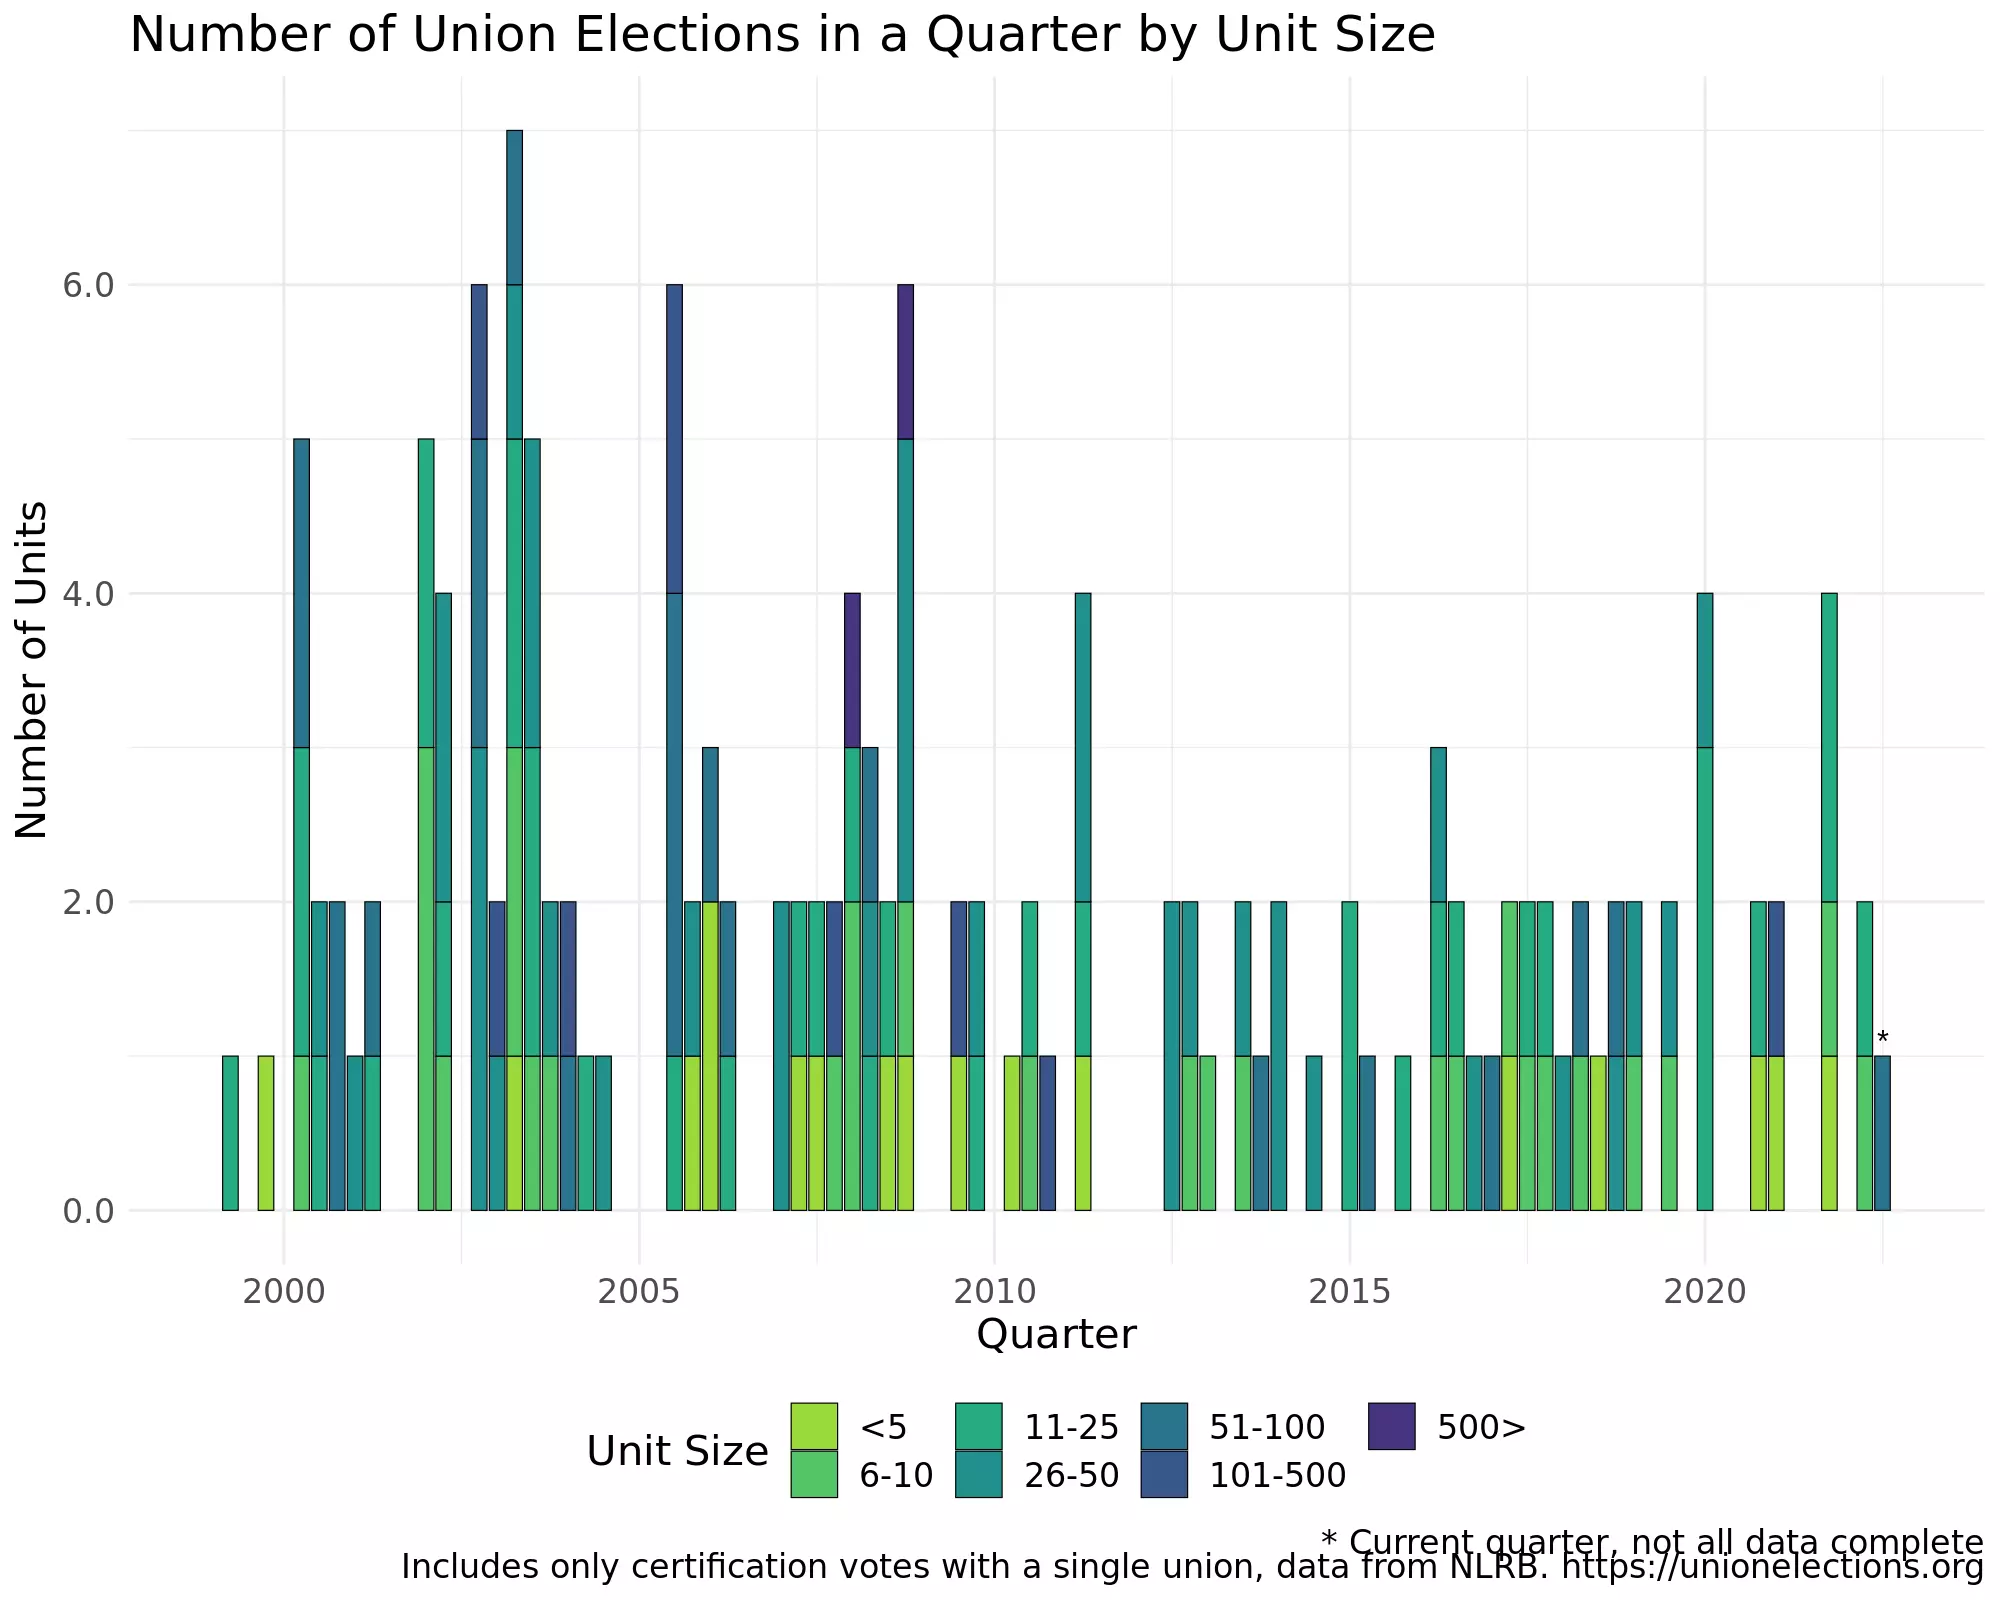 Number of Union Elections in a Quarter by Unit Size
Number of Units
6.0
4.0
2.0
0.0
*
2000 2005 2010 2015 2020
Quarter
Unit Size
<5 11-25 51-100 500>
6-10 26-50 101-500
* Current quarter, not all data complete
Includes only certification votes with a single union, data from NLRB. https://unionelections.org